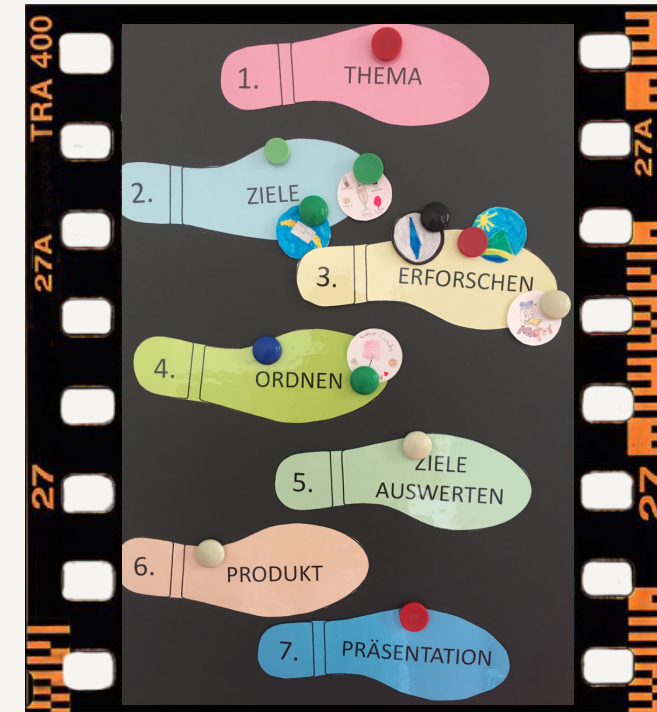 TRA 400
1. THEMA
27A
2. ZIELE
3. ERFORSCHEN
27A
4. ORDNEN
5. ZIELE
AUSWERTEN
27
27
6. PRODUKT
7. PRÄSENTATION